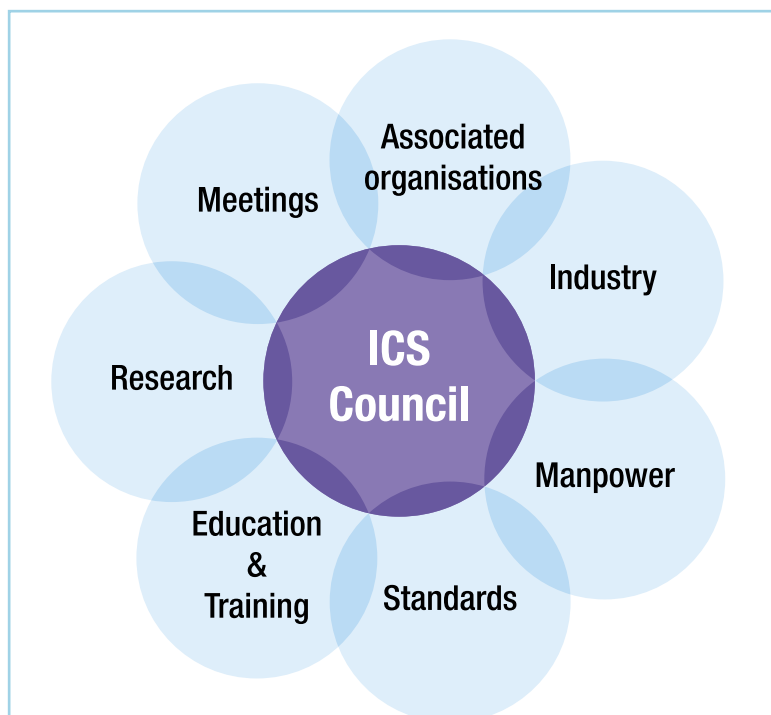 Associated
organisations
Meetings
Industry
ICS
Council
Research
Manpower
Education
&
Training
Standards